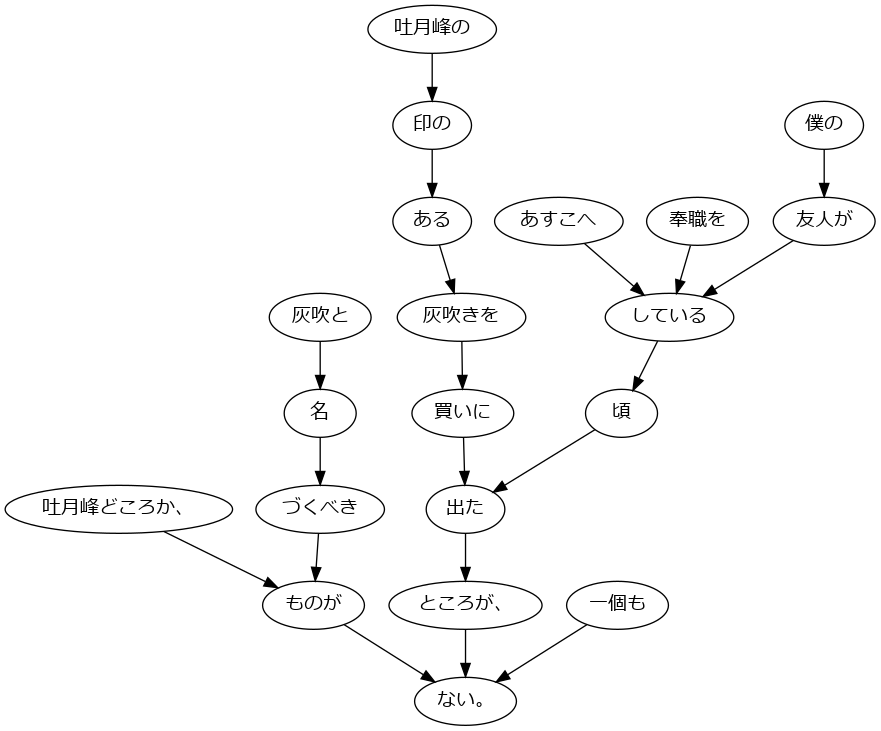 吐月峰の
印の
僕の
ある
あすこへ
奉職を
友人が
灰吹と
灰吹きを
している
名
買いに
頃
吐月峰どころか、
づくべき
出た
ものが
ところが、
一個も
ない。